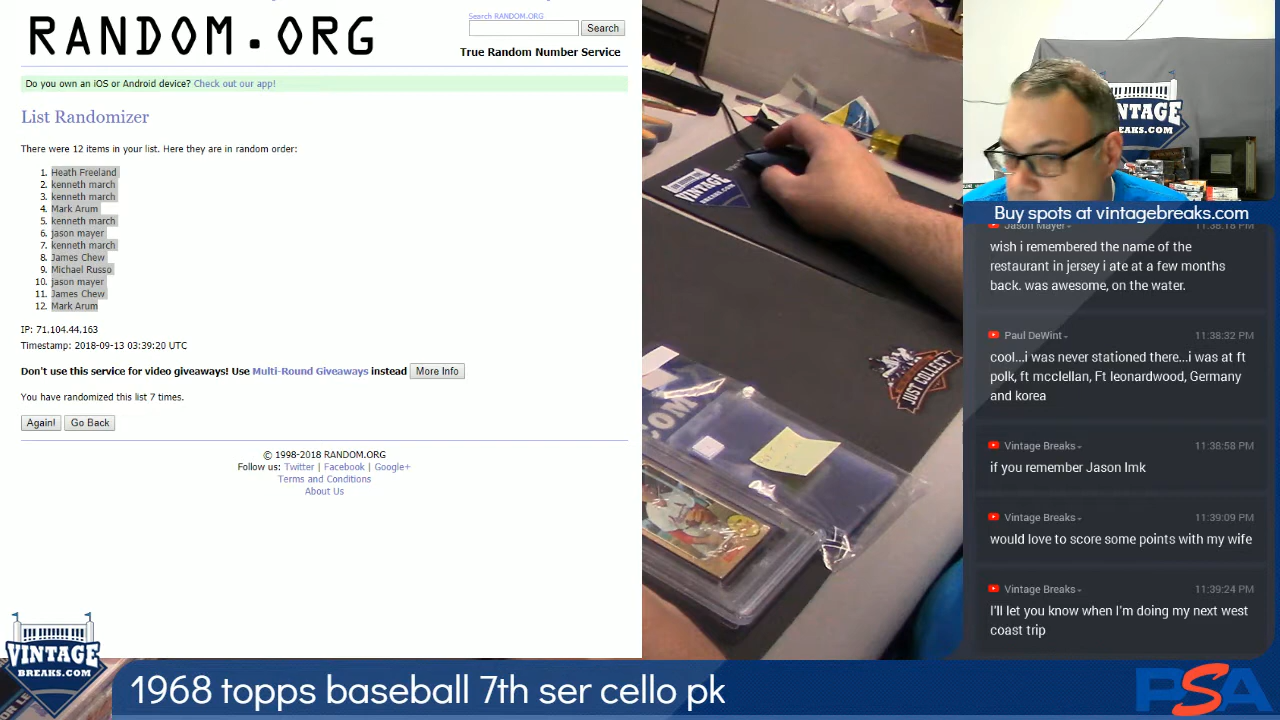 RANDOM.ORG
Search RANDOM.ORG
Search
True Random Number Service
Do you own an iOS or Android device? Check out our app!
List Randomizer
There were 12 items in your list. Here they are in random order:
1. Heath Freeland
2. kenneth march
3. kenneth march
4. Mark Arum
5. kenneth march
6. jason mayer
7. kenneth march
8. James Chew
9. Michael Russo
10. jason mayer
11. James Chew
12. Mark Arum
IP: 71.104.44.163
Timestamp: 2018-09-13 03:39:20 UTC
Don't use this service for video giveaways! Use Multi-Round Giveaways instead More Info
You have randomized this list 7 times.
Again! Go Back
© 1998-2018 RANDOM.ORG
Follow us: Twitter | Facebook | Google+
Terms and Conditions
About Us
VINTAGE
BREAKS.COM
JUST COLLECT
VINTAGE
BREAKS.COM
Buy spots at vintagebreaks.com
Jason Mayer 11:38:18 PM
wish i remembered the name of the
restaurant in jersey i ate at a few months
back. was awesome, on the water.
Paul DeWint 11:38:32 PM
cool...i was never stationed there...i was at ft
polk, ft mcclellan, Ft leonardwood, Germany
and korea
Vintage Breaks 11:38:58 PM
if you remember Jason lmk
Vintage Breaks 11:39:09 PM
would love to score some points with my wife
Vintage Breaks 11:39:24 PM
I'll let you know when I'm doing my next west
coast trip
VINTAGE
BREAKS.COM
1968 topps baseball 7th ser cello pk
PSA